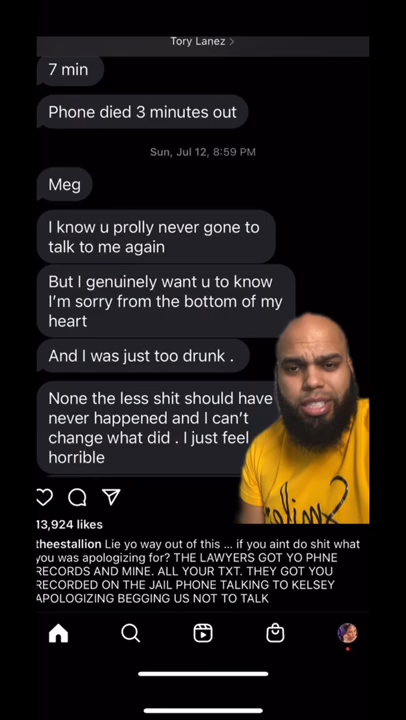 Tory Lanez >
7 min
Phone died 3 minutes out
Sun, Jul 12, 8:59 PM
Meg
I know u prolly never gone to
talk to me again
But I genuinely want u to know
I'm sorry from the bottom of my
heart
And I was just too drunk .
None the less shit should have
never happened and I can't
change what did . I just feel
horrible
13,924 likes
theestallion Lie yo way out of this ... if you aint do shit what
you was apologizing for? THE LAWYERS GOT YO PHNE
RECORDS AND MINE. ALL YOUR TXT. THEY GOT YOU
RECORDED ON THE JAIL PHONE TALKING TO KELSEY
APOLOGIZING BEGGING US NOT TO TALK